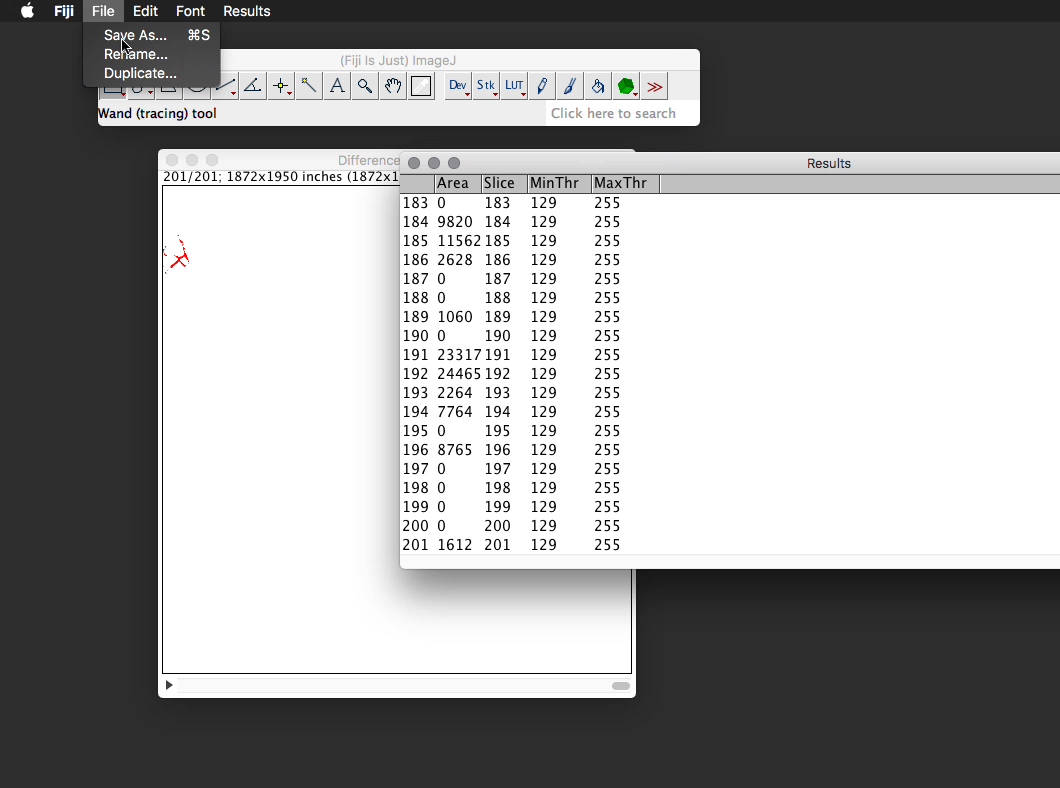 Fiji File Edit Font Results
Save As... ⌘S
Rename...
Duplicate...
(Fiji Is Just) ImageJ
A Dev Stk LUT >>
Wand (tracing) tool
Click here to search
Difference
201/201; 1872x1950 inches (1872x1
Results
Area Slice MinThr MaxThr
183 0 183 129 255
184 9820 184 129 255
185 11562 185 129 255
186 2628 186 129 255
187 0 187 129 255
188 0 188 129 255
189 1060 189 129 255
190 0 190 129 255
191 23317 191 129 255
192 24465 192 129 255
193 2264 193 129 255
194 7764 194 129 255
195 0 195 129 255
196 8765 196 129 255
197 0 197 129 255
198 0 198 129 255
199 0 199 129 255
200 0 200 129 255
201 1612 201 129 255